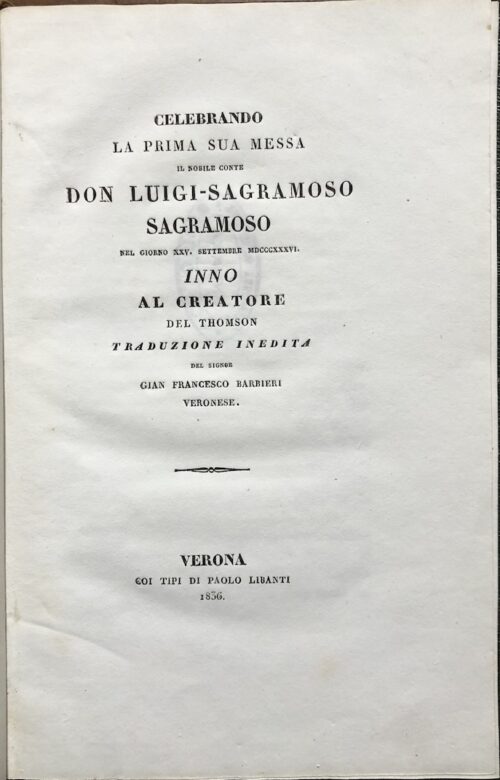 CELEBRANDO
LA PRIMA SUA MESSA
IL NOBILE CONTE
DON LUIGI-SAGRAMOSO
SAGRAMOSO
NEL GIORNO XXV. SETTEMBRE MDCCCXXXVI.
INNO
AL CREATORE
DEL THOMSON
TRADUZIONE INEDITA
DEL SIGNOR
GIAN FRANCESCO BARBIERI
VERONESE.
VERONA
COI TIPI DI PAOLO LIBANTI
1836.